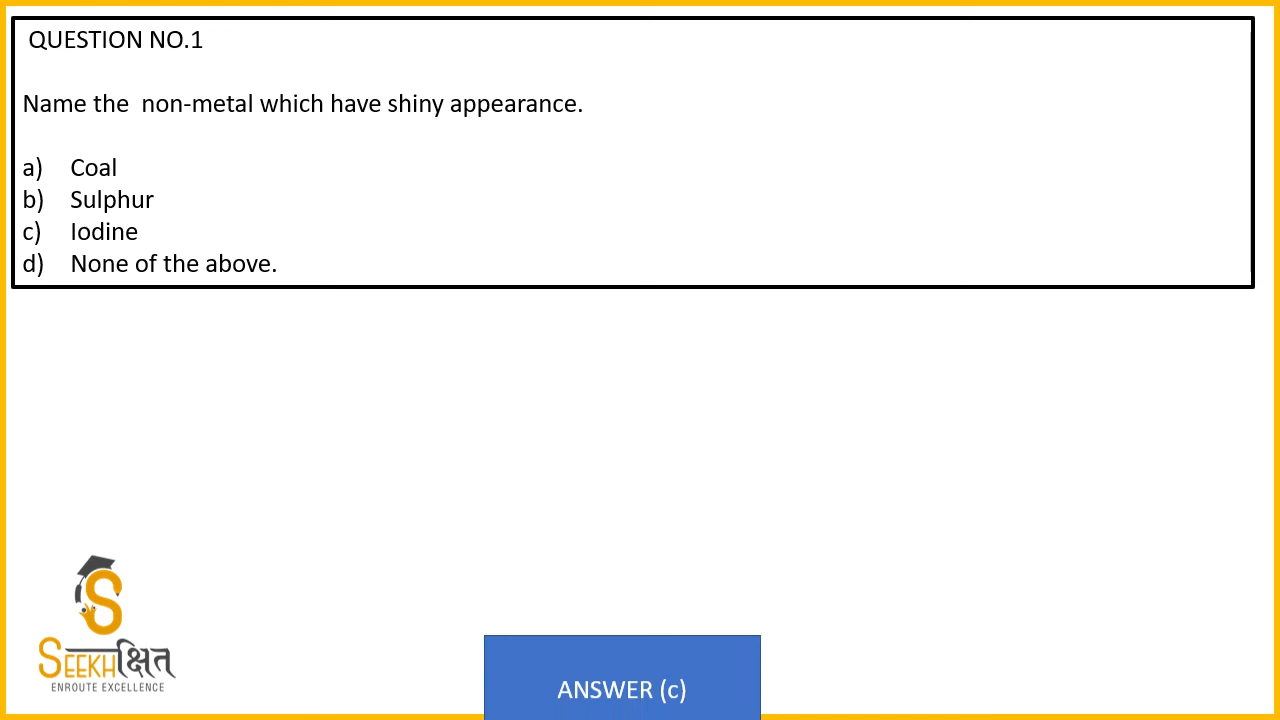 QUESTION NO.1
Name the non-metal which have shiny appearance.
a) Coal
b) Sulphur
c) Iodine
d) None of the above.
S
SEEKHक्षित
ENROUTE EXCELLENCE
ANSWER (c)